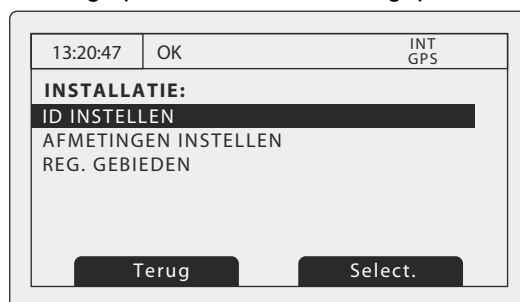 13:20:47 OK INT
GPS
INSTALLATIE:
ID INSTELLEN
AFMETINGEN INSTELLEN
REG. GEBIEDEN
Terug Select.